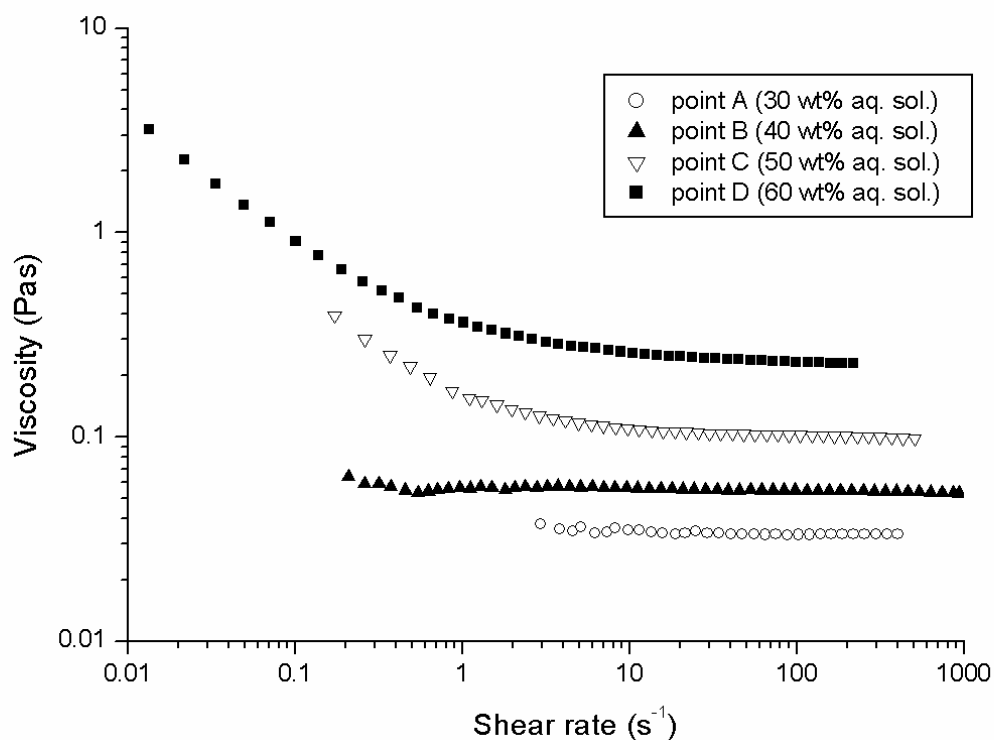 10
1
0.1
0.01
Viscosity (Pas)
point A (30 wt% aq. sol.)
point B (40 wt% aq. sol.)
point C (50 wt% aq. sol.)
point D (60 wt% aq. sol.)
0.01 0.1 1 10 100 1000
Shear rate (s⁻¹)